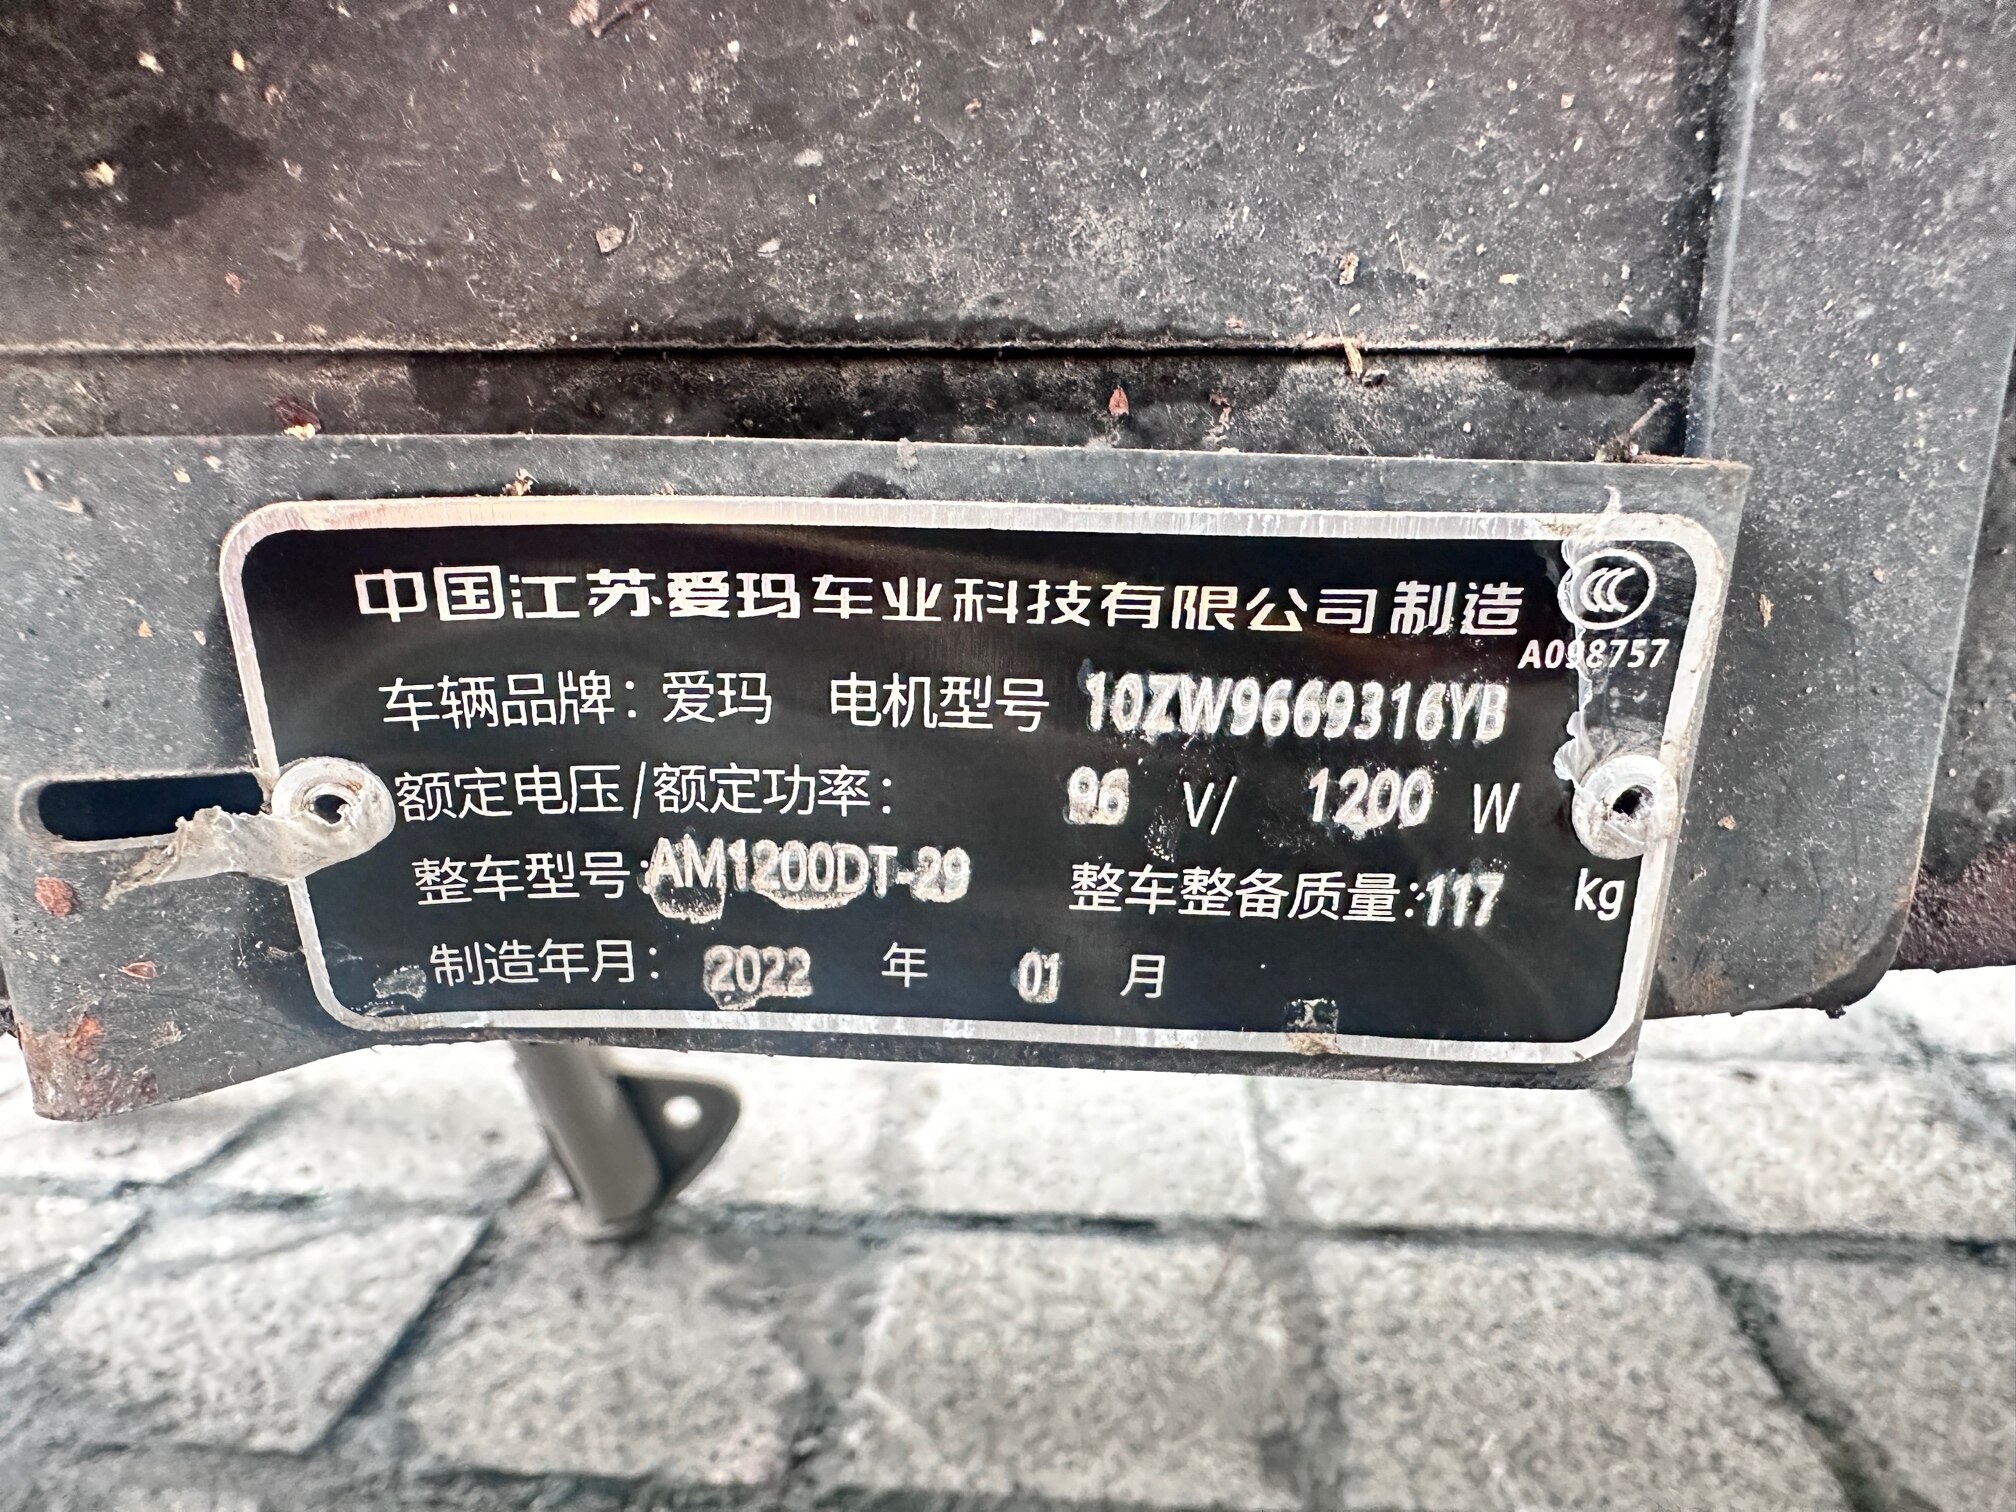 中国江苏爱玛车业科技有限公司制造
A098757
车辆品牌：爱玛 电机型号 10ZW9669316YB
额定电压/额定功率： 96 V/ 1200 W
整车型号:AM1200DT-29 整车整备质量:117 kg
制造年月： 2022 年 01 月